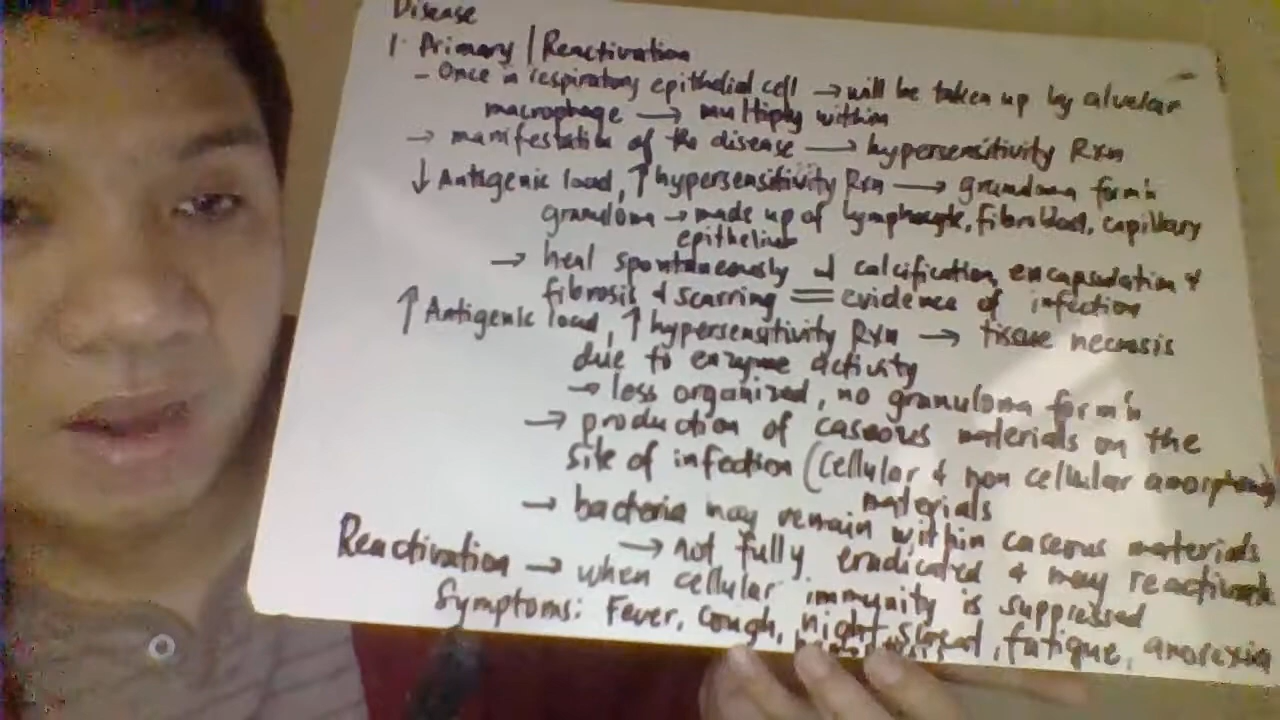 Disease
1. Primary / Reactivation
- Once in respiratory epithelial cell → will be taken up by alveolar
macrophage → multiply within
→ manifestation of the disease → hypersensitivity Rxn
↓ Antigenic load, ↑ hypersensitivity Rxn → granuloma form'n
granuloma → made up of lymphocyte, fibroblast, capillary
epithelium
→ heal spontaneously calcification, encapsulation &
fibrosis & scarring = evidence of infection
↑ Antigenic load, ↑ hypersensitivity Rxn → tissue necrosis
due to enzyme activity
→ less organized, no granuloma form'n
→ production of caseous materials on the
site of infection (cellular & non cellular amorphous)
materials
→ bacteria may remain within caseous materials
→ not fully eradicated & may reactivate
Reactivation → when cellular immunity is suppressed
Symptoms: Fever, cough, night sweat, fatigue, anorexia